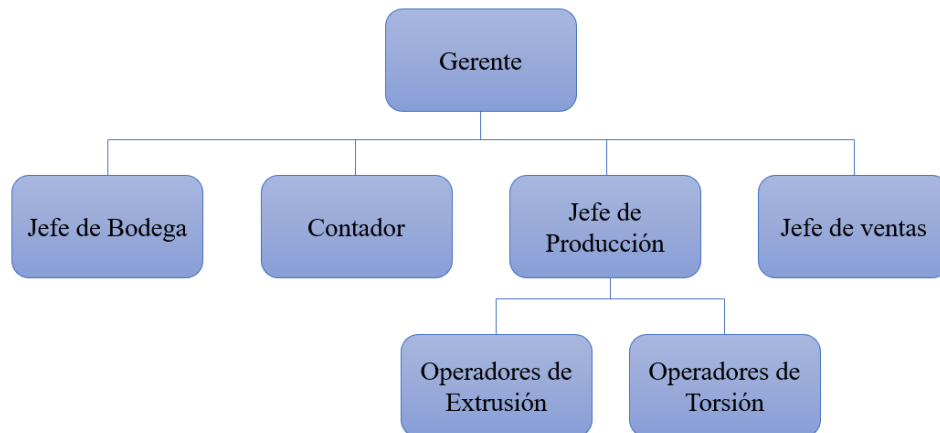 Gerente
Jefe de Bodega
Contador
Jefe de
Producción
Jefe de ventas
Operadores de
Extrusión
Operadores de
Torsión